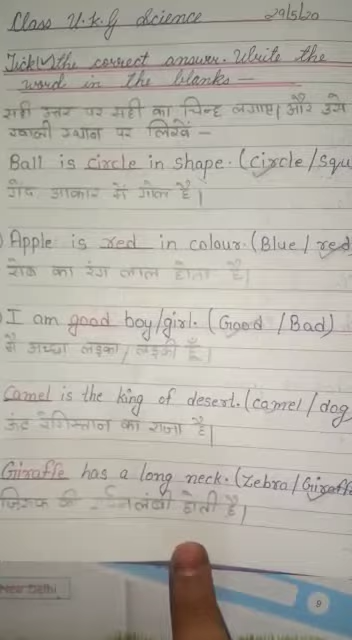 Class U.K.G Science 29/5/20
Tick(✓) the correct answer. Write the
word in the blanks —
सही उत्तर पर सही का चिन्ह लगाए। और उसे
खाली स्थान पर लिखें —
Ball is circle in shape. (circle/Squ
गेंद आकार में गोल है।
Apple is red in colour. (Blue/red
सेब का रंग लाल होता है।
I am good boy/girl. (Good/Bad)
मैं अच्छा लड़का/लड़की हूँ।
Camel is the king of desert. (camel/dog
ऊंट रेगिस्तान का राजा है।
Giraffe has a long neck. (Zebra/Giraffe
जिराफ की गर्दन लंबी होती है।
New Delhi
9